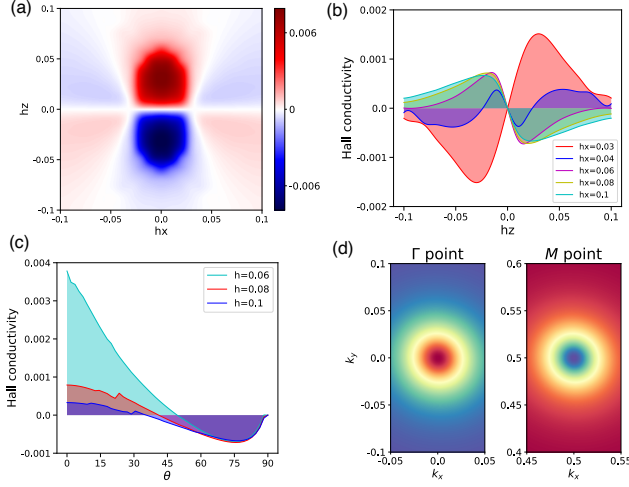 (a)
0.1
0.05
0.0
-0.05
-0.1
hz
-0.1
-0.05
0.0
0.05
0.1
hx
0.006
0.000
-0.006
(b)
0.002
0.001
0.000
-0.001
-0.002
Hall conductivity
-0.1
-0.05
0.0
0.05
0.1
hz
hx=0.03
hx=0.04
hx=0.06
hx=0.08
hx=0.1
(c)
0.004
0.003
0.002
0.001
0.000
-0.001
Hall conductivity
0
15
30
45
60
75
90
θ
h=0.06
h=0.08
h=0.1
(d)
Γ point
0.1
0.05
0.0
-0.05
-0.1
k_y
-0.05
0.0
0.05
k_x
M point
0.6
0.5
0.4
0.45
0.5
0.55
k_x